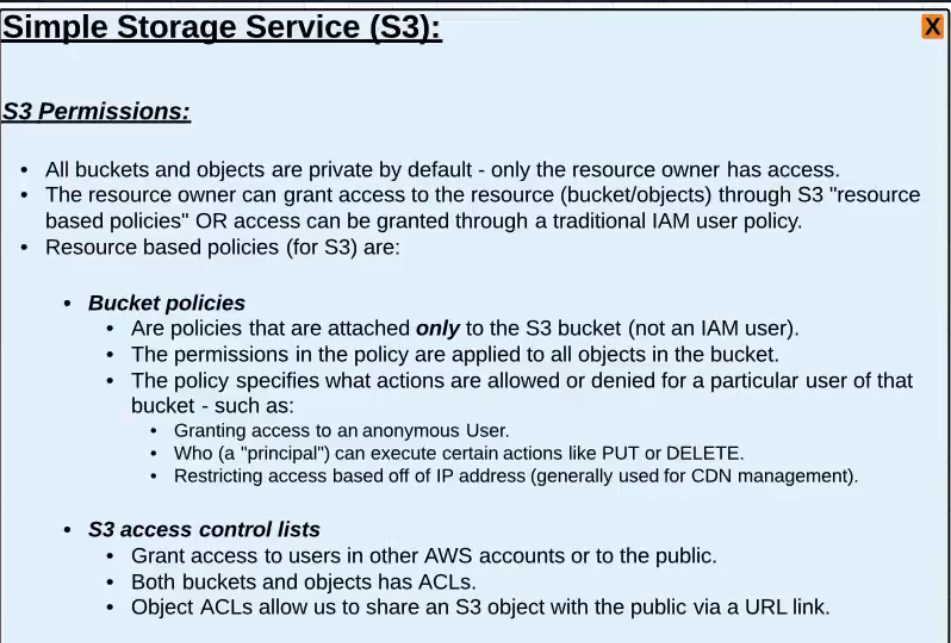 Simple Storage Service (S3):
X
S3 Permissions:
• All buckets and objects are private by default - only the resource owner has access.
• The resource owner can grant access to the resource (bucket/objects) through S3 "resource
based policies" OR access can be granted through a traditional IAM user policy.
• Resource based policies (for S3) are:
• Bucket policies
• Are policies that are attached only to the S3 bucket (not an IAM user).
• The permissions in the policy are applied to all objects in the bucket.
• The policy specifies what actions are allowed or denied for a particular user of that
bucket - such as:
• Granting access to an anonymous User.
• Who (a "principal") can execute certain actions like PUT or DELETE.
• Restricting access based off of IP address (generally used for CDN management).
• S3 access control lists
• Grant access to users in other AWS accounts or to the public.
• Both buckets and objects has ACLs.
• Object ACLs allow us to share an S3 object with the public via a URL link.